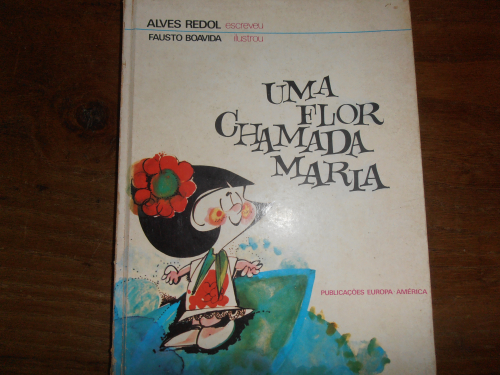 ALVES REDOL escreveu
FAUSTO BOAVIDA ilustrou
UMA
FLOR
CHAMADA
MARIA
PUBLICAÇÕES EUROPA-AMÉRICA